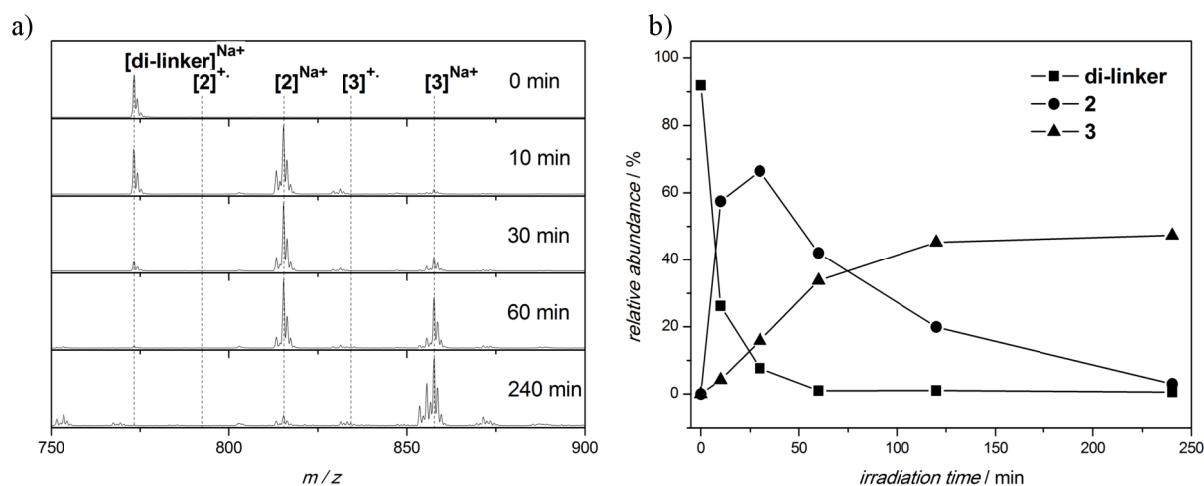 a)
[di-linker]Na+
[2]+.
[2]Na+
[3]+.
[3]Na+
0 min
10 min
30 min
60 min
240 min
750
800
850
900
m / z
b)
100
80
60
40
20
0
relative abundance / %
di-linker
2
3
0
50
100
150
200
250
irradiation time / min